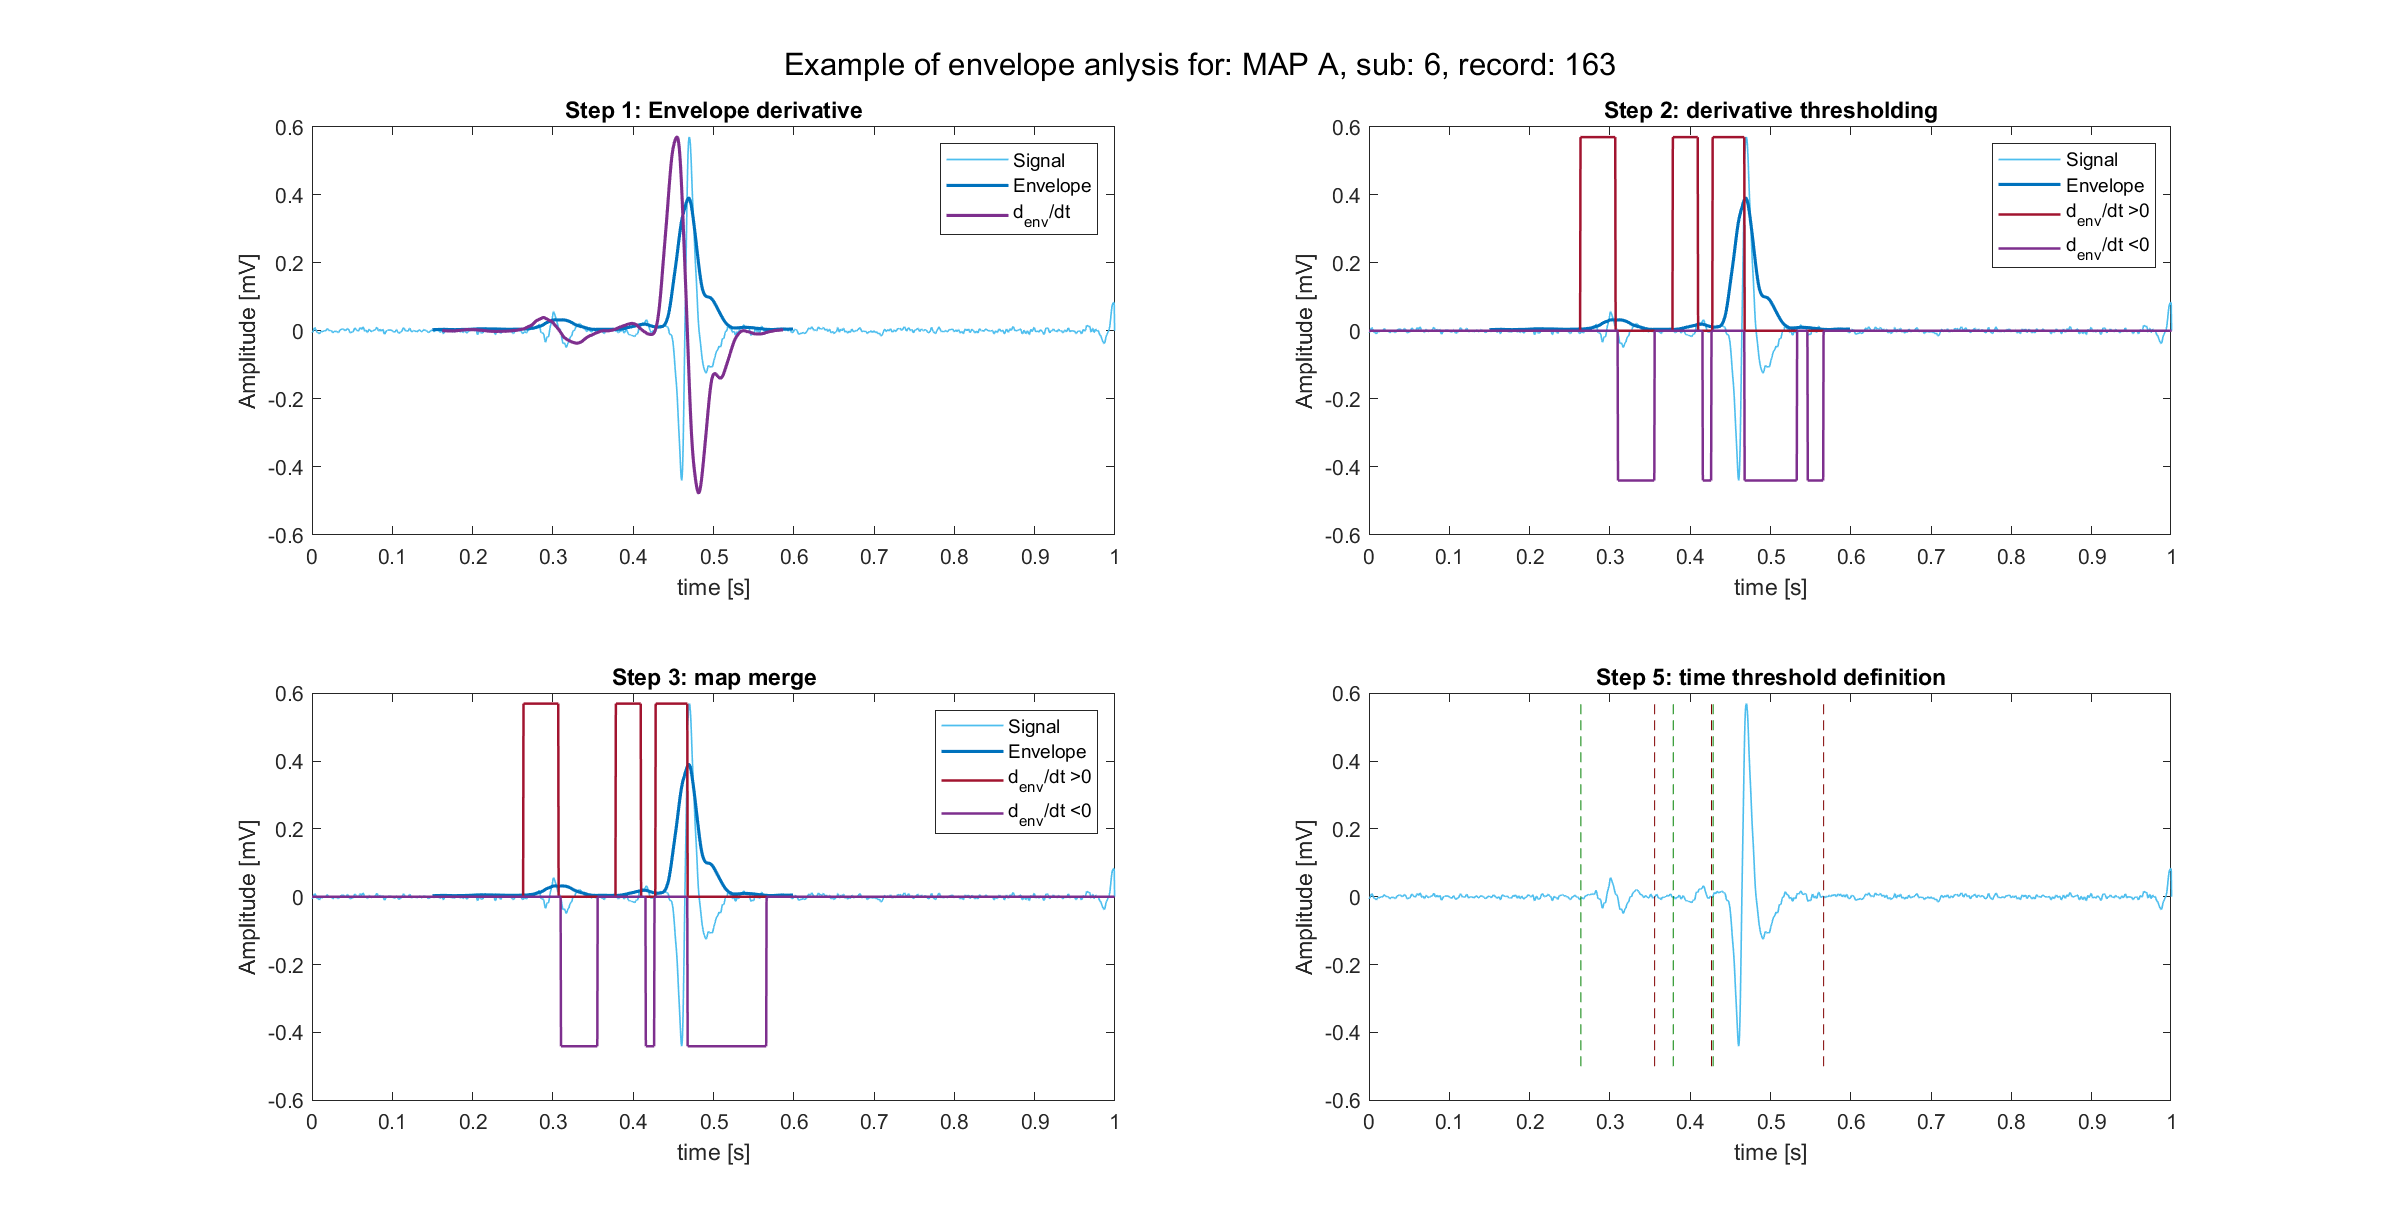 Example of envelope anlysis for: MAP A, sub: 6, record: 163
Step 1: Envelope derivative
Amplitude [mV]
0.6
0.4
0.2
0
-0.2
-0.4
-0.6
0 0.1 0.2 0.3 0.4 0.5 0.6 0.7 0.8 0.9 1
time [s]
Signal
Envelope
d_env/dt
Step 2: derivative thresholding
Amplitude [mV]
0.6
0.4
0.2
0
-0.2
-0.4
-0.6
0 0.1 0.2 0.3 0.4 0.5 0.6 0.7 0.8 0.9 1
time [s]
Signal
Envelope
d_env/dt >0
d_env/dt <0
Step 3: map merge
Amplitude [mV]
0.6
0.4
0.2
0
-0.2
-0.4
-0.6
0 0.1 0.2 0.3 0.4 0.5 0.6 0.7 0.8 0.9 1
time [s]
Signal
Envelope
d_env/dt >0
d_env/dt <0
Step 5: time threshold definition
Amplitude [mV]
0.6
0.4
0.2
0
-0.2
-0.4
-0.6
0 0.1 0.2 0.3 0.4 0.5 0.6 0.7 0.8 0.9 1
time [s]